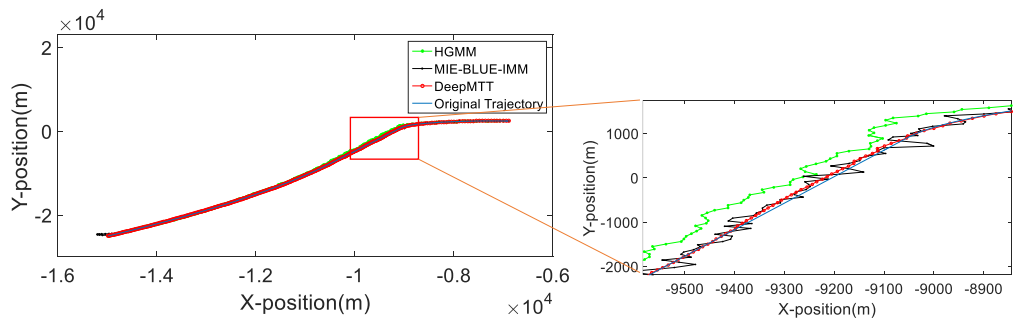 ×10⁴
2
0
-2
Y-position(m)
HGMM
MIE-BLUE-IMM
DeepMTT
Original Trajectory
-1.6
-1.4
-1.2
-1
-0.8
-0.6
X-position(m)
×10⁴
1000
0
-1000
-2000
Y-position(m)
-9500
-9400
-9300
-9200
-9100
-9000
-8900
X-position(m)